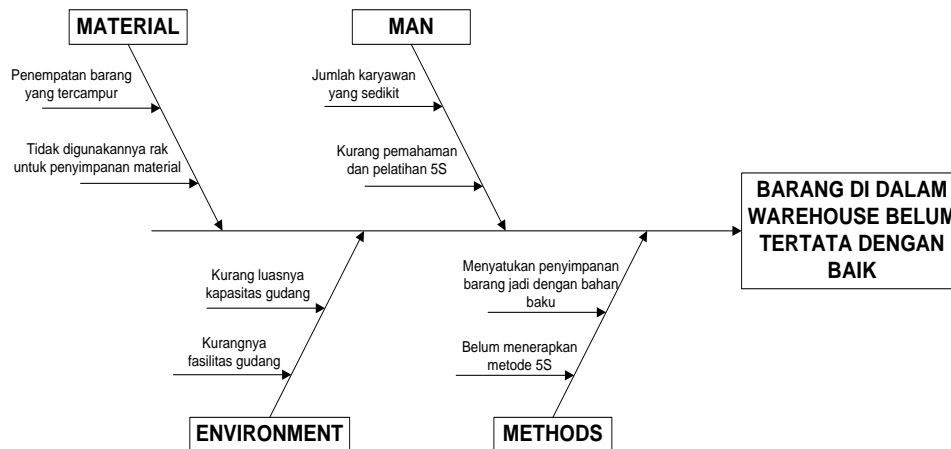 MATERIAL
MAN
Penempatan barang
yang tercampur
Tidak digunakannya rak
untuk penyimpanan material
Jumlah karyawan
yang sedikit
Kurang pemahaman
dan pelatihan 5S
BARANG DI DALAM
WAREHOUSE BELUM
TERTATA DENGAN
BAIK
Kurang luasnya
kapasitas gudang
Kurangnya
fasilitas gudang
Menyatukan penyimpanan
barang jadi dengan bahan
baku
Belum menerapkan
metode 5S
ENVIRONMENT
METHODS